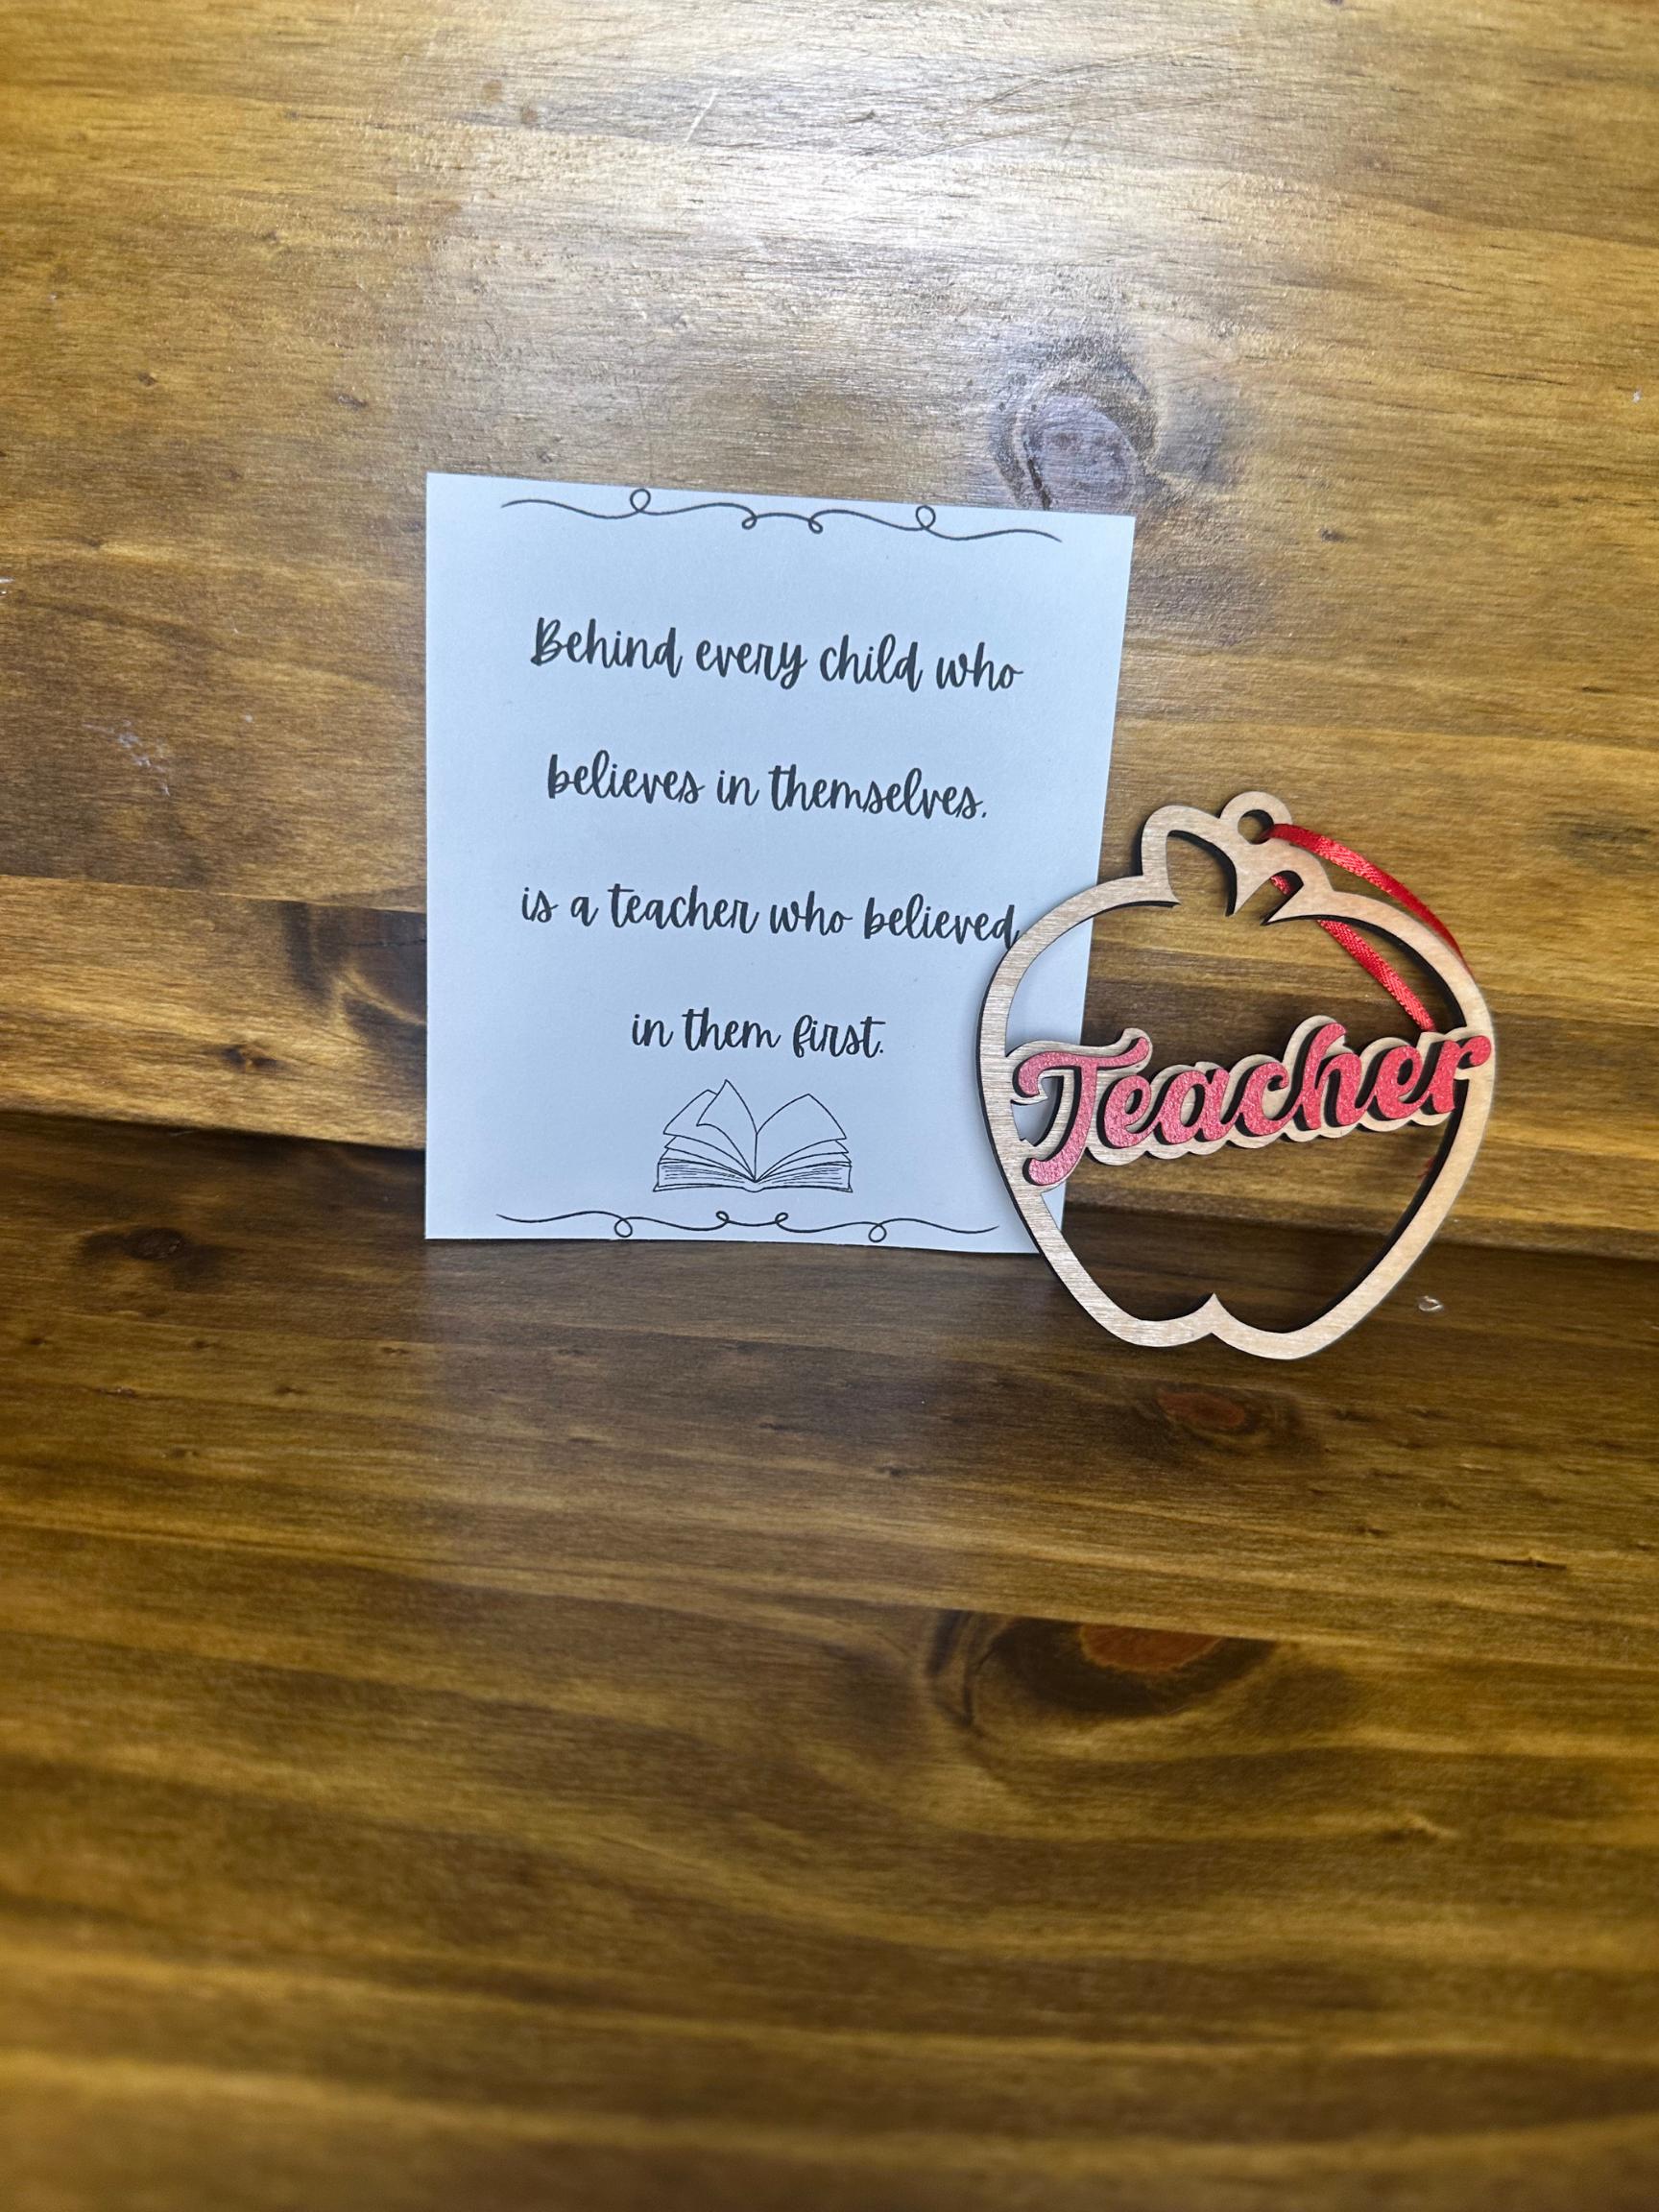 Behind every child who
believes in themselves.
is a teacher who believed
in them first.
Teacher